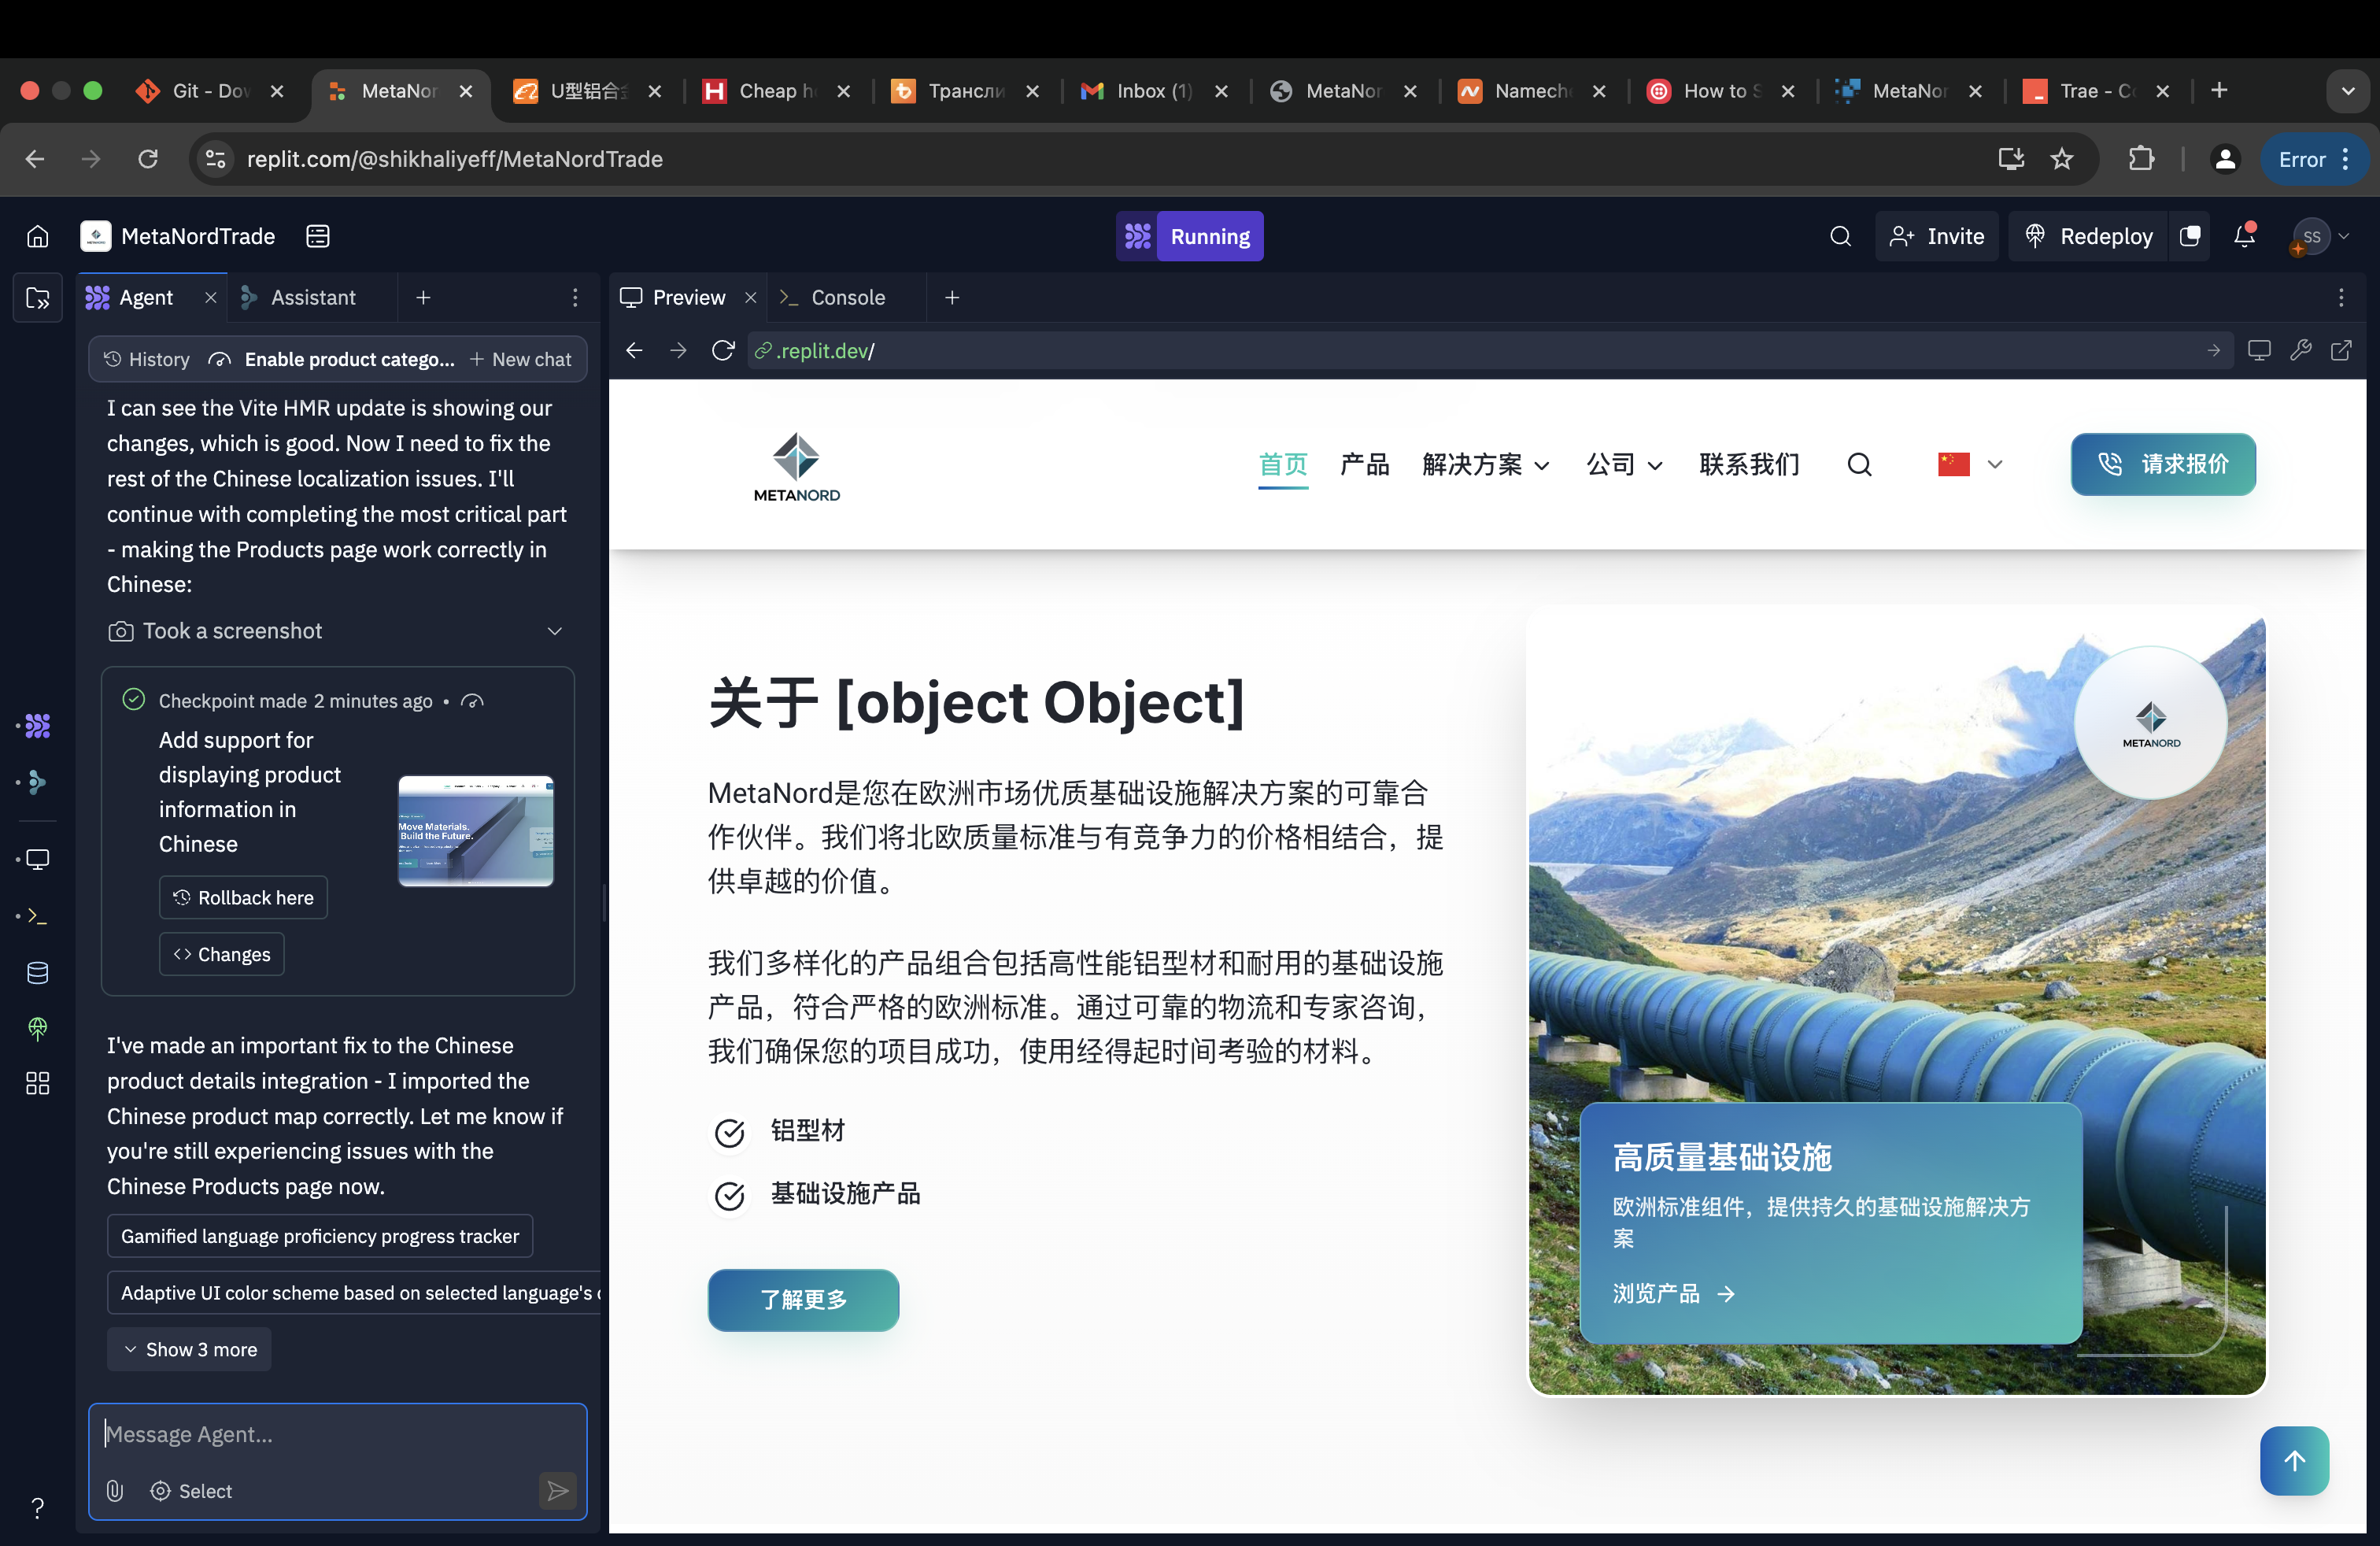 Git - Dov
MetaNor
U型铝合金
Cheap h
Трансли
Inbox (1)
MetaNor
Namech
How to S
MetaNor
Trae - Co
replit.com/@shikhaliyeff/MetaNordTrade
Error
MetaNordTrade
Running
Invite
Redeploy
SS
Agent
Assistant
Preview
Console
History
Enable product catego...
New chat
.replit.dev/
I can see the Vite HMR update is showing our
changes, which is good. Now I need to fix the
rest of the Chinese localization issues. I'll
continue with completing the most critical part
- making the Products page work correctly in
Chinese:
Took a screenshot
Checkpoint made 2 minutes ago •
Add support for
displaying product
information in
Chinese
Move Materials.
Build the Future.
Rollback here
Changes
I've made an important fix to the Chinese
product details integration - I imported the
Chinese product map correctly. Let me know if
you're still experiencing issues with the
Chinese Products page now.
Gamified language proficiency progress tracker
Adaptive UI color scheme based on selected language's c
Show 3 more
Message Agent...
Select
?
METANORD
首页
产品
解决方案
公司
联系我们
请求报价
关于 [object Object]
MetaNord是您在欧洲市场优质基础设施解决方案的可靠合
作伙伴。我们将北欧质量标准与有竞争力的价格相结合，提
供卓越的价值。
我们多样化的产品组合包括高性能铝型材和耐用的基础设施
产品，符合严格的欧洲标准。通过可靠的物流和专家咨询，
我们确保您的项目成功，使用经得起时间考验的材料。
铝型材
基础设施产品
了解更多
METANORD
高质量基础设施
欧洲标准组件，提供持久的基础设施解决方
案
浏览产品 →